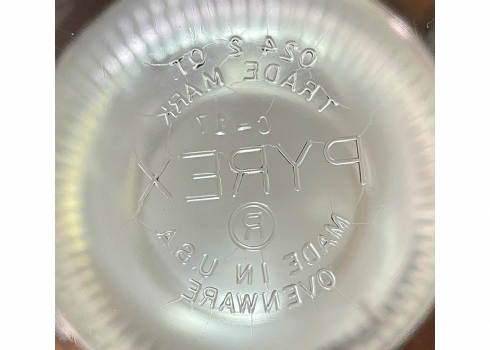 024 2 QT
TRADE MARK
C-17
PYREX
®
MADE IN U.S.A
OVENWARE